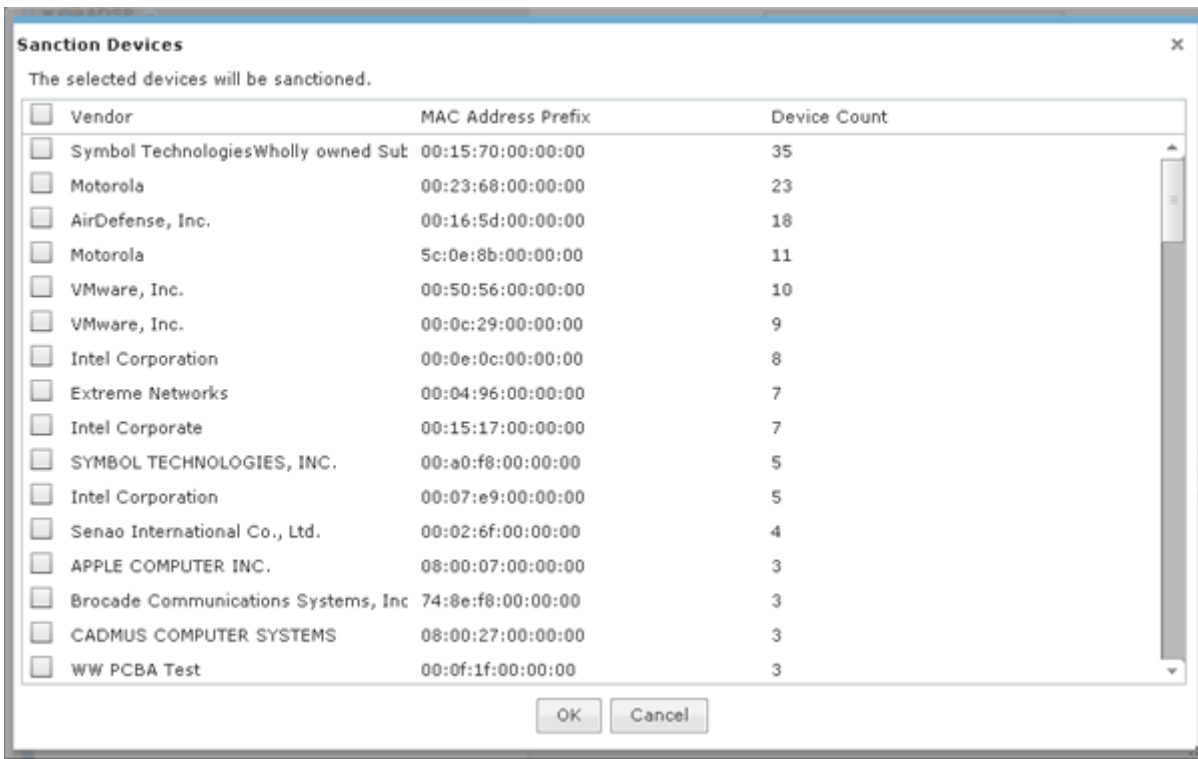 Sanction Devices
The selected devices will be sanctioned.
Vendor MAC Address Prefix Device Count
Symbol TechnologiesWholly owned Sub 00:15:70:00:00:00 35
Motorola 00:23:68:00:00:00 23
AirDefense, Inc. 00:16:5d:00:00:00 18
Motorola 5c:0e:8b:00:00:00 11
VMware, Inc. 00:50:56:00:00:00 10
VMware, Inc. 00:0c:29:00:00:00 9
Intel Corporation 00:0e:0c:00:00:00 8
Extreme Networks 00:04:96:00:00:00 7
Intel Corporate 00:15:17:00:00:00 7
SYMBOL TECHNOLOGIES, INC. 00:a0:f8:00:00:00 5
Intel Corporation 00:07:e9:00:00:00 5
Senao International Co., Ltd. 00:02:6f:00:00:00 4
APPLE COMPUTER INC. 08:00:07:00:00:00 3
Brocade Communications Systems, Inc 74:8e:f8:00:00:00 3
CADMUS COMPUTER SYSTEMS 08:00:27:00:00:00 3
WW PCBA Test 00:0f:1f:00:00:00 3
OK Cancel